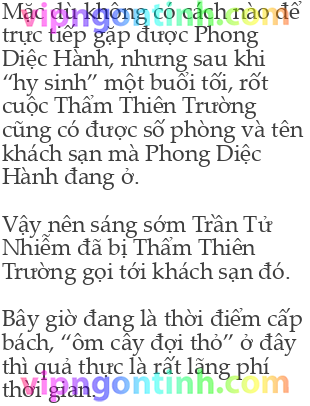 vipngontinh.com
Mặc dù không có cách nào để
trực tiếp gặp được Phong
Diệc Hành, nhưng sau khi
“hy sinh” một buổi tối, rốt
cuộc Thẩm Thiên Trường
cũng có được số phòng và tên
khách sạn mà Phong Diệc
Hành đang ở.
Vậy nên sáng sớm Trần Tử
Nhiễm đã bị Thẩm Thiên
Trường gọi tới khách sạn đó.
Bây giờ đang là thời điểm cấp
bách, “ôm cây đợi thỏ” ở đây
thì quả thực là rất lãng phí
thời gian.
vipngontinh.com